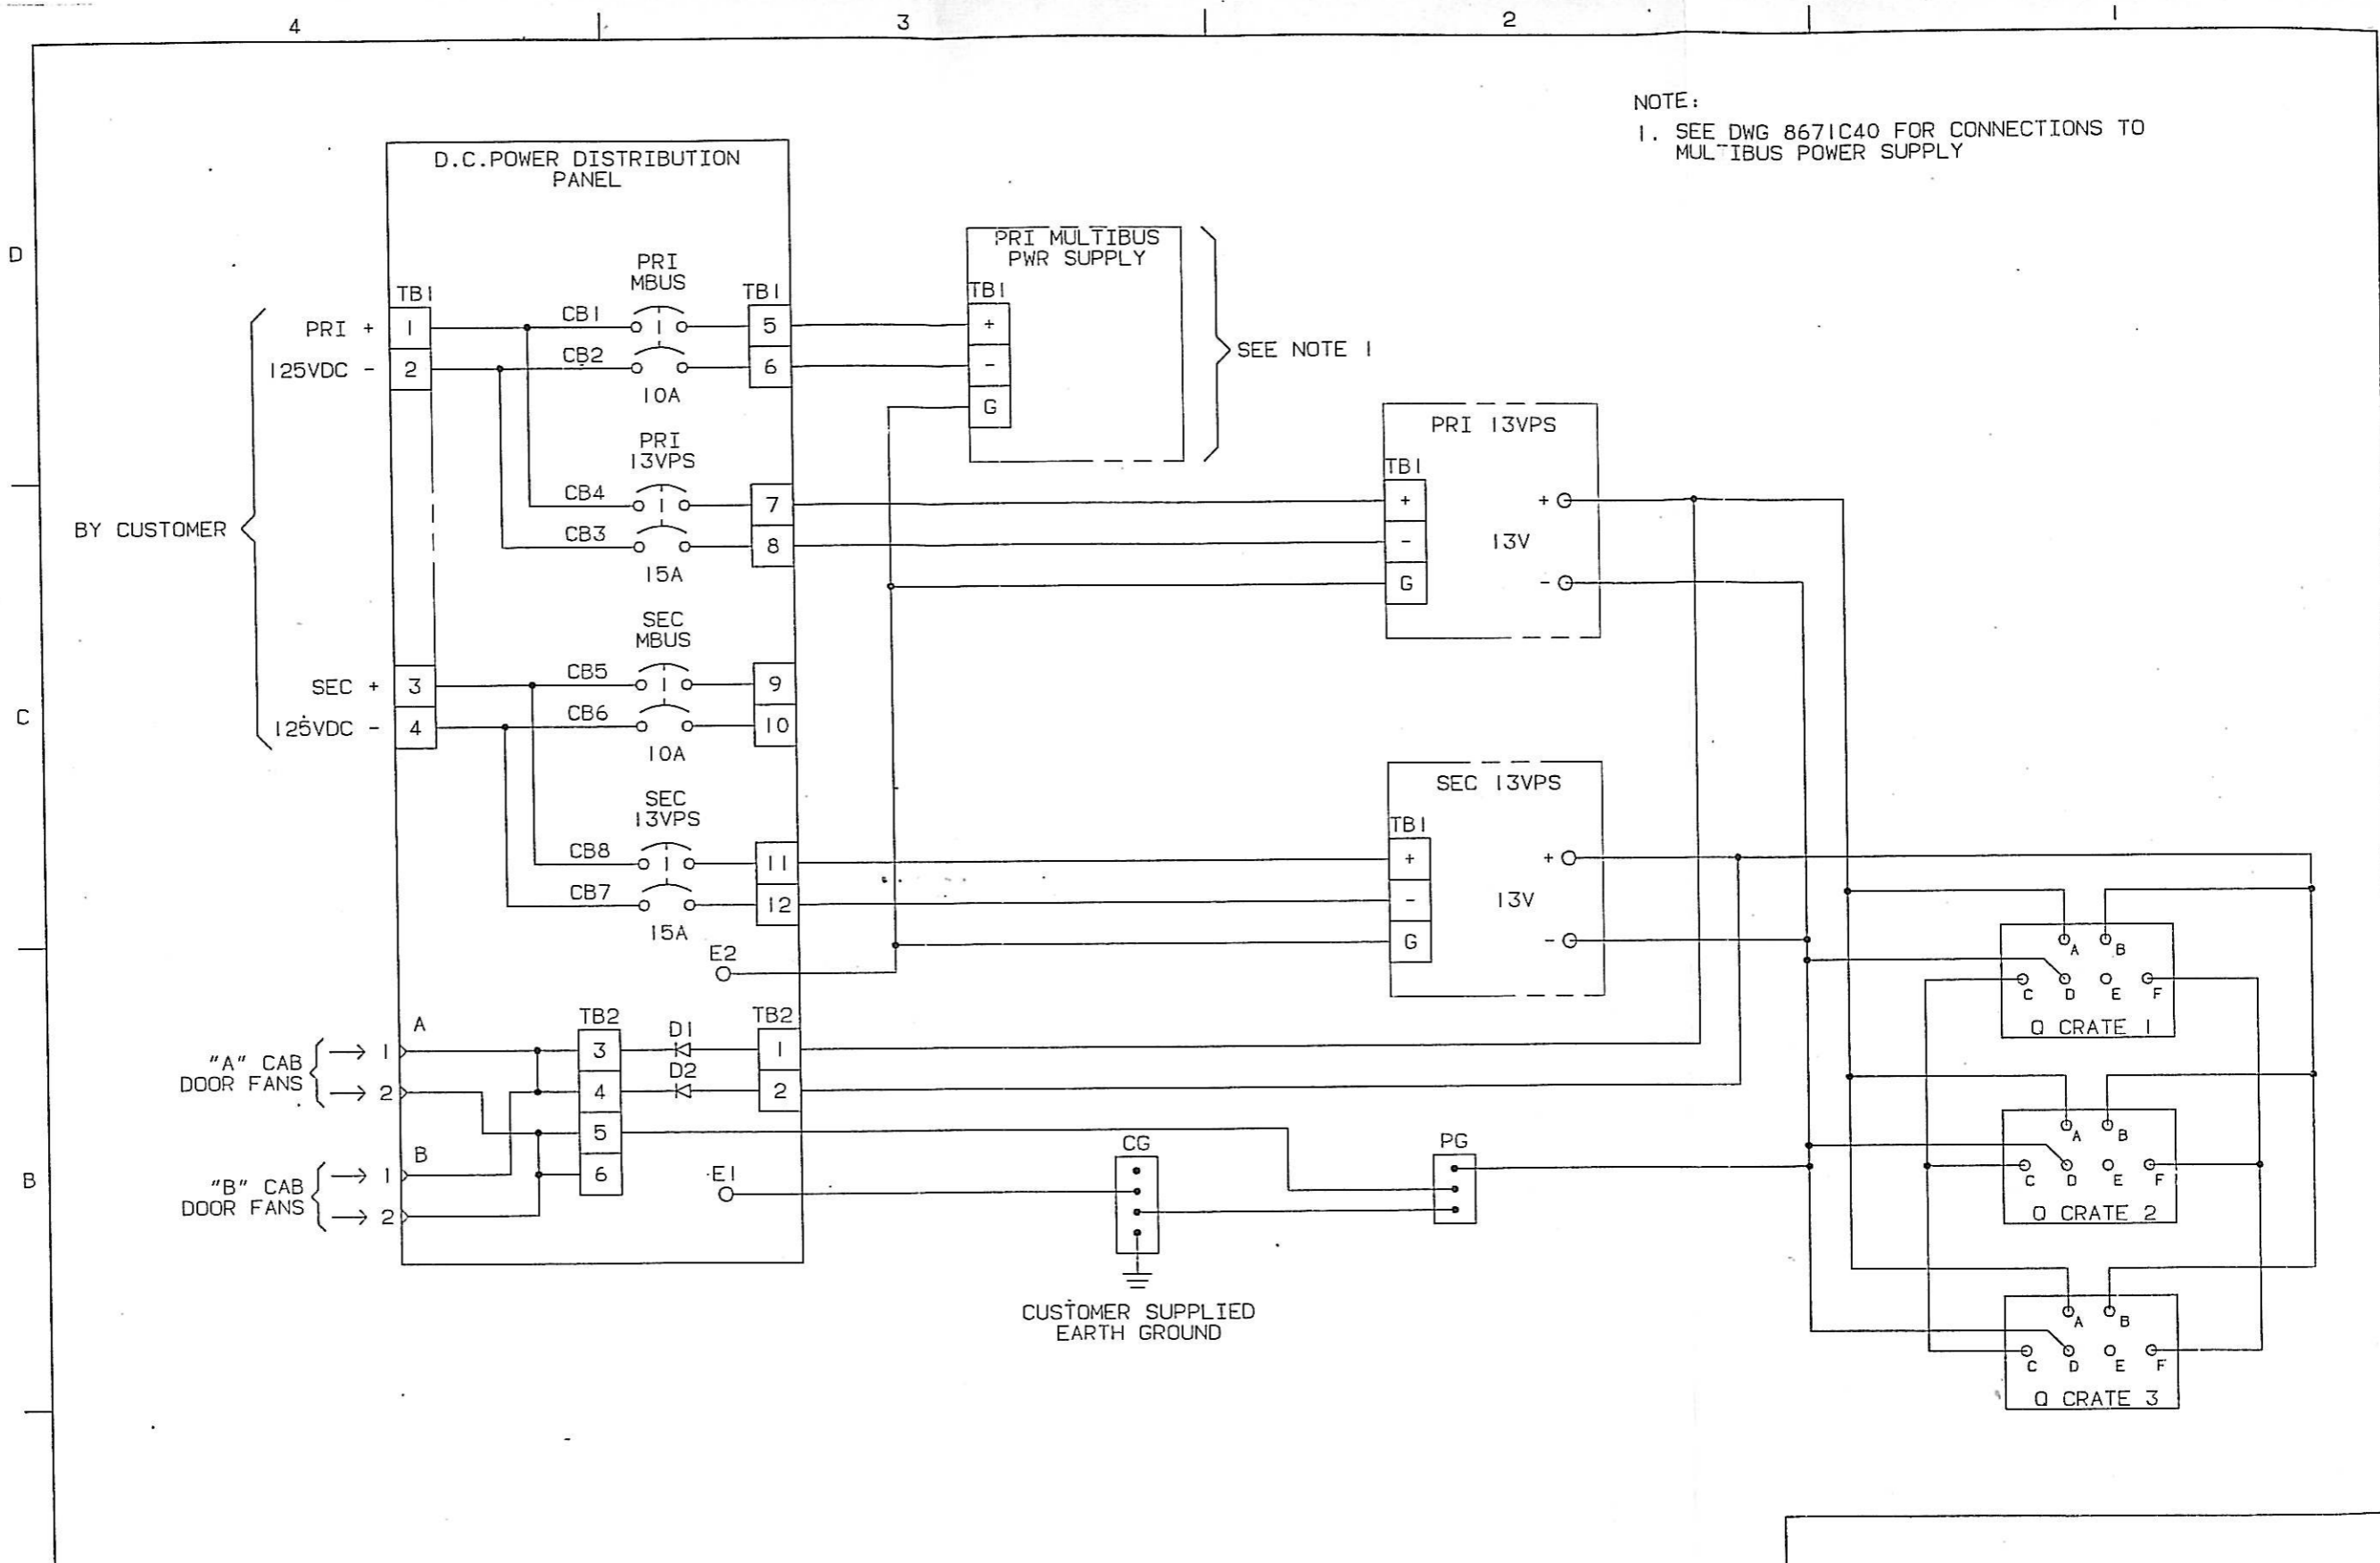 4 3 2 1
NOTE:
1. SEE DWG 8671C40 FOR CONNECTIONS TO
MULTIBUS POWER SUPPLY
D.C.POWER DISTRIBUTION
PANEL
D
C
B
BY CUSTOMER
PRI +
125VDC -
SEC +
125VDC -
TB1
1
2
3
4
PRI
MBUS
CB1
CB2
10A
PRI
13VPS
CB4
CB3
15A
SEC
MBUS
CB5
CB6
10A
SEC
13VPS
CB8
CB7
15A
TB1
5
6
7
8
9
10
11
12
E2
PRI MULTIBUS
PWR SUPPLY
TB1
+
-
G
SEE NOTE 1
PRI 13VPS
TB1
+
-
G
+
13V
-
SEC 13VPS
TB1
+
-
G
+
13V
-
"A" CAB
DOOR FANS
1
2
A
"B" CAB
DOOR FANS
1
2
B
TB2
3
4
5
6
D1
D2
TB2
1
2
E1
CG
PG
CUSTOMER SUPPLIED
EARTH GROUND
A B
C D E F
Q CRATE 1
A B
C D E F
Q CRATE 2
A B
C D E F
Q CRATE 3